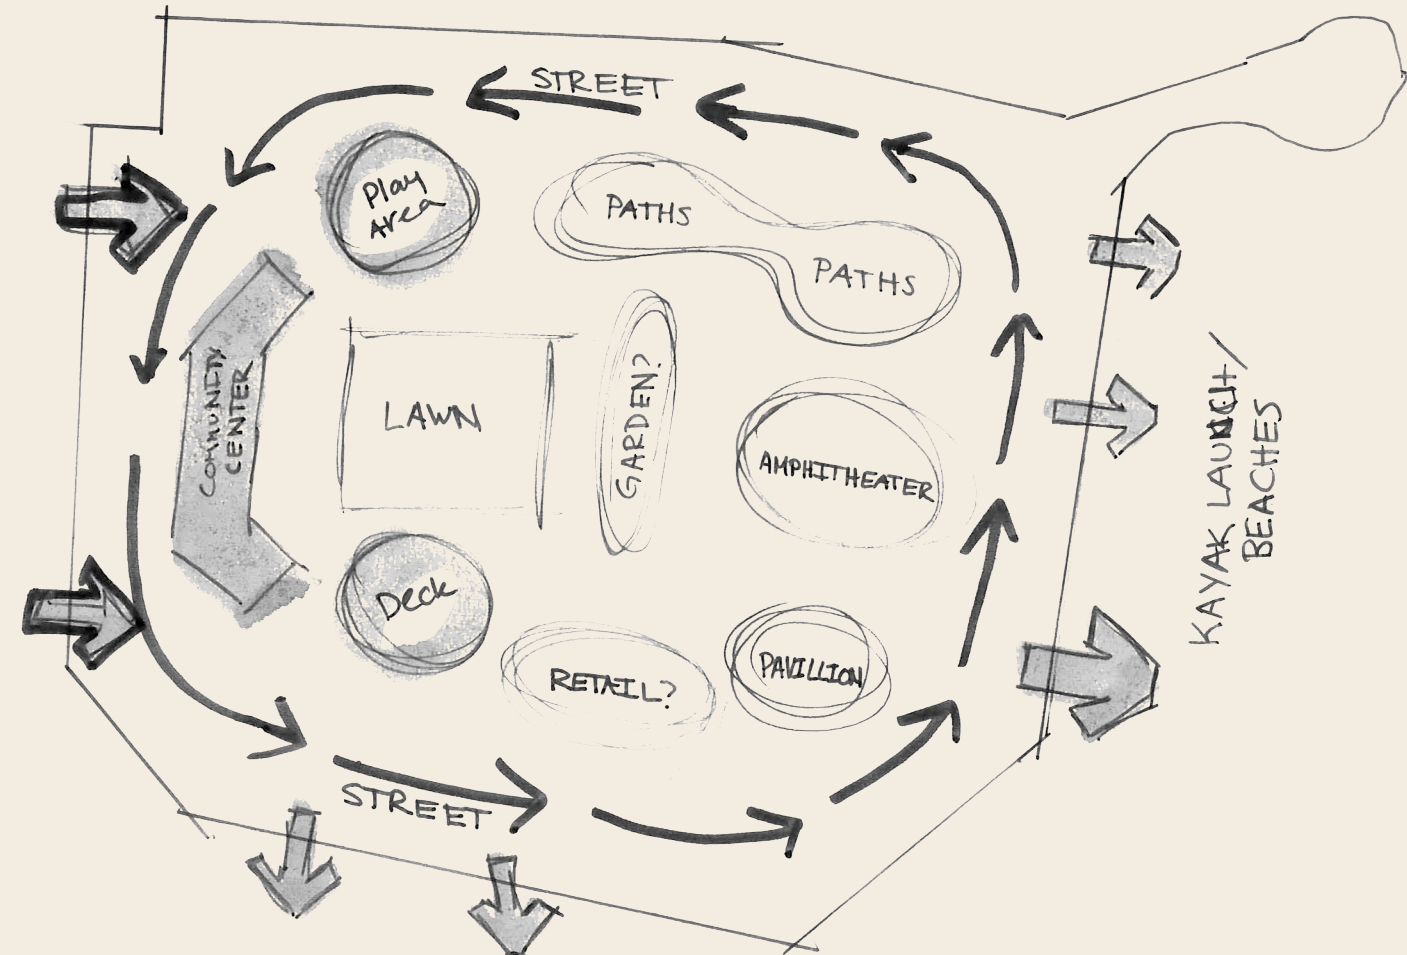 STREET
Play
Area
PATHS
PATHS
COMMUNITY
CENTER
LAWN
GARDEN?
AMPHITHEATER
KAYAK LAUNCH/
BEACHES
Deck
RETAIL?
PAVILLION
STREET